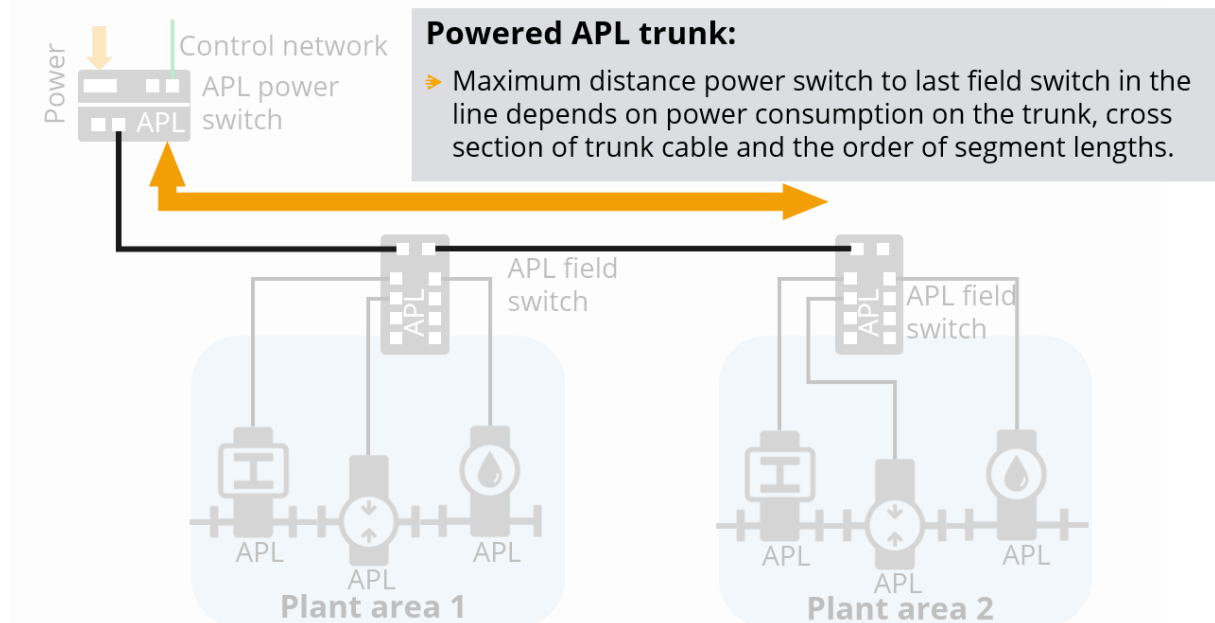 Powered APL trunk:
Maximum distance power switch to last field switch in the
line depends on power consumption on the trunk, cross
section of trunk cable and the order of segment lengths.
Power
Control network
APL power
switch
APL
APL field
switch
APL
APL field
switch
APL
APL
APL
APL
Plant area 1
APL
APL
APL
Plant area 2